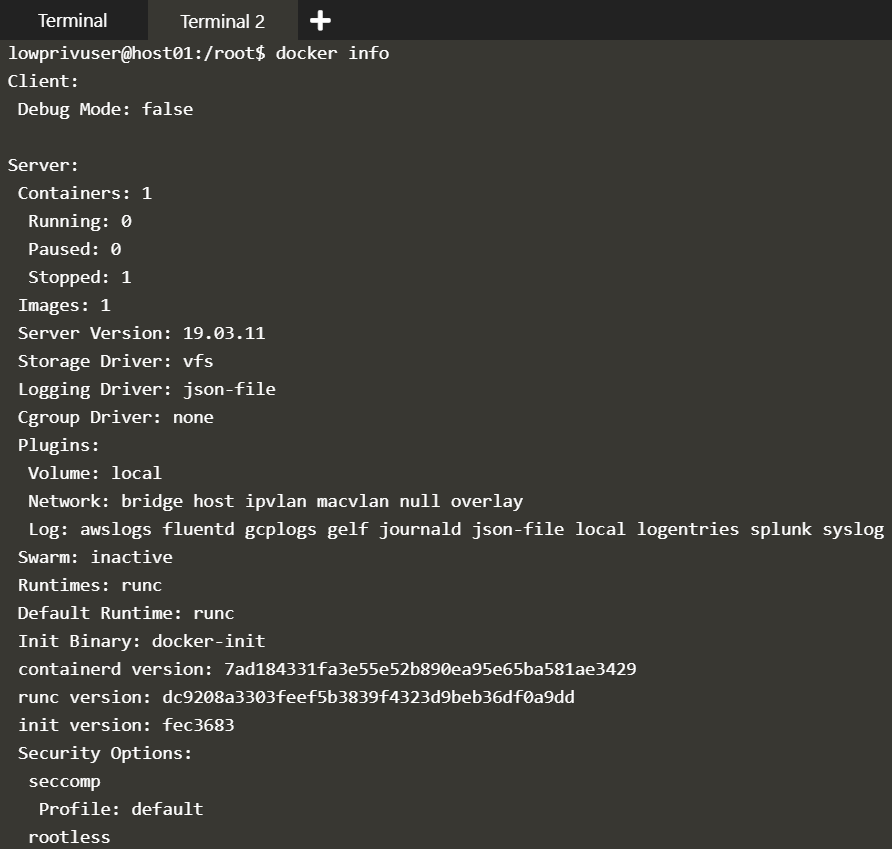 Terminal
Terminal 2
lowprivuser@host01:/root$ docker info
Client:
 Debug Mode: false

Server:
 Containers: 1
  Running: 0
  Paused: 0
  Stopped: 1
 Images: 1
 Server Version: 19.03.11
 Storage Driver: vfs
 Logging Driver: json-file
 Cgroup Driver: none
 Plugins:
  Volume: local
  Network: bridge host ipvlan macvlan null overlay
  Log: awslogs fluentd gcplogs gelf journald json-file local logentries splunk syslog
 Swarm: inactive
 Runtimes: runc
 Default Runtime: runc
 Init Binary: docker-init
 containerd version: 7ad184331fa3e55e52b890ea95e65ba581ae3429
 runc version: dc9208a3303feef5b3839f4323d9beb36df0a9dd
 init version: fec3683
 Security Options:
  seccomp
   Profile: default
  rootless